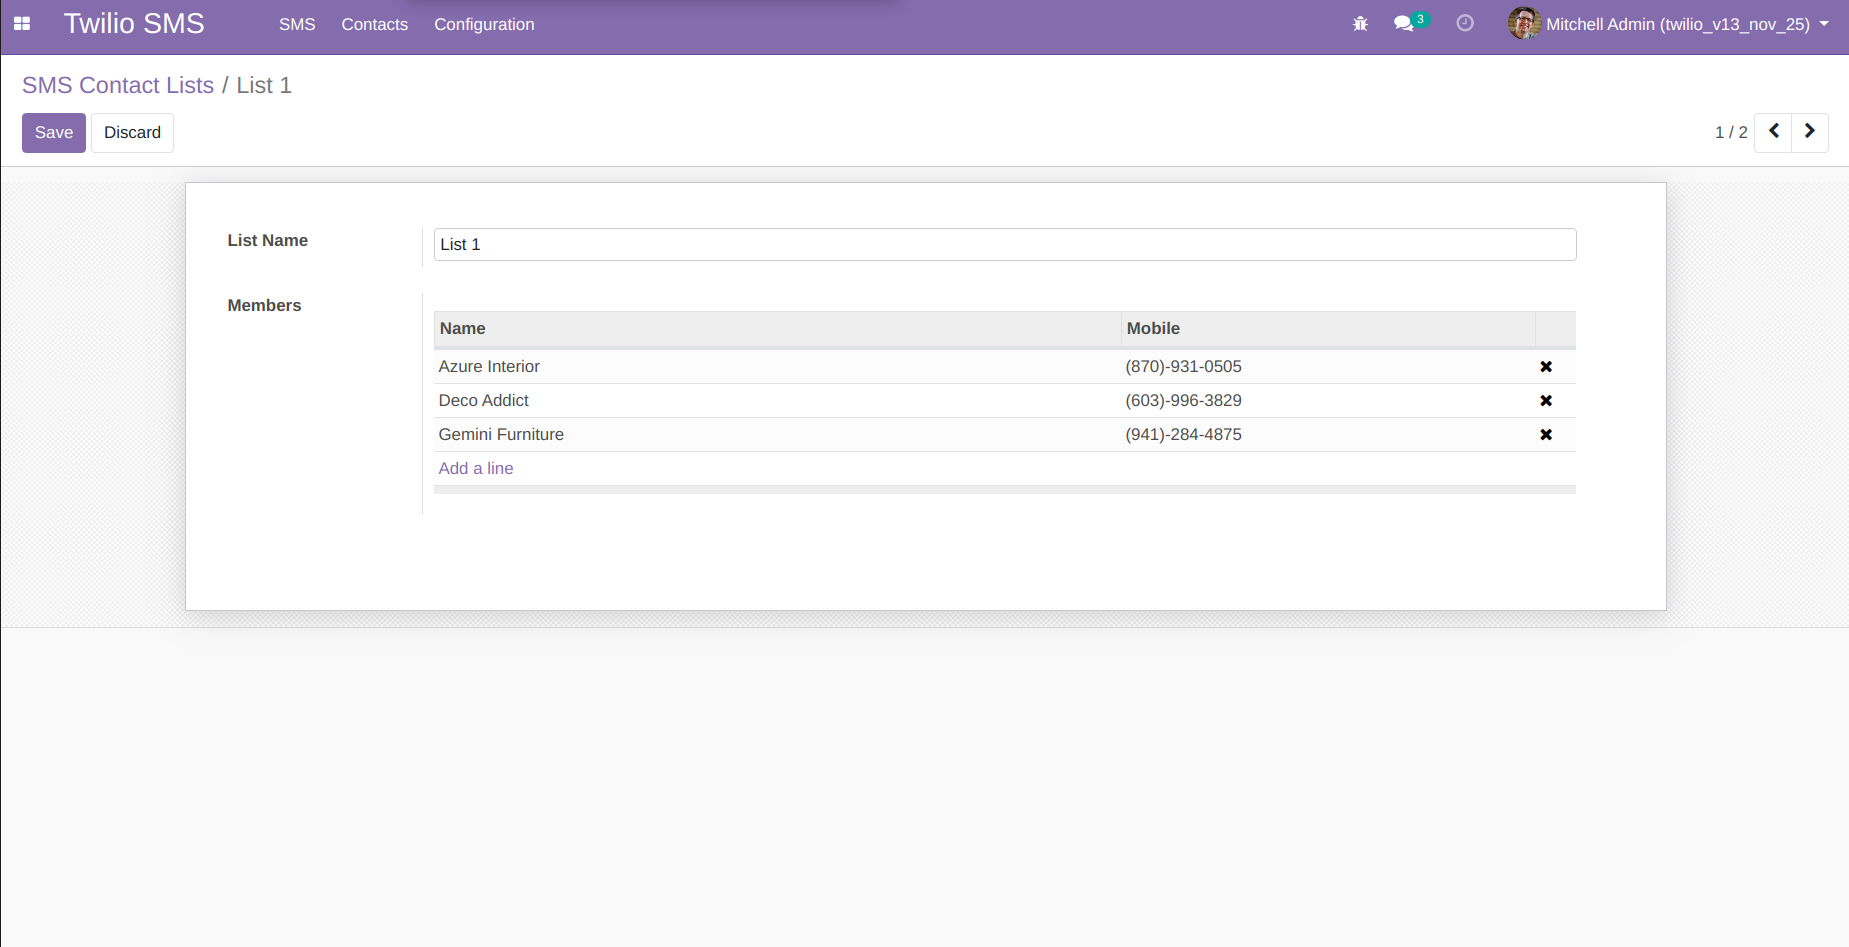 Twilio SMS SMS Contacts Configuration 3 Mitchell Admin (twilio_v13_nov_25)
SMS Contact Lists / List 1
Save Discard 1 / 2
List Name List 1
Members
Name Mobile
Azure Interior (870)-931-0505
Deco Addict (603)-996-3829
Gemini Furniture (941)-284-4875
Add a line